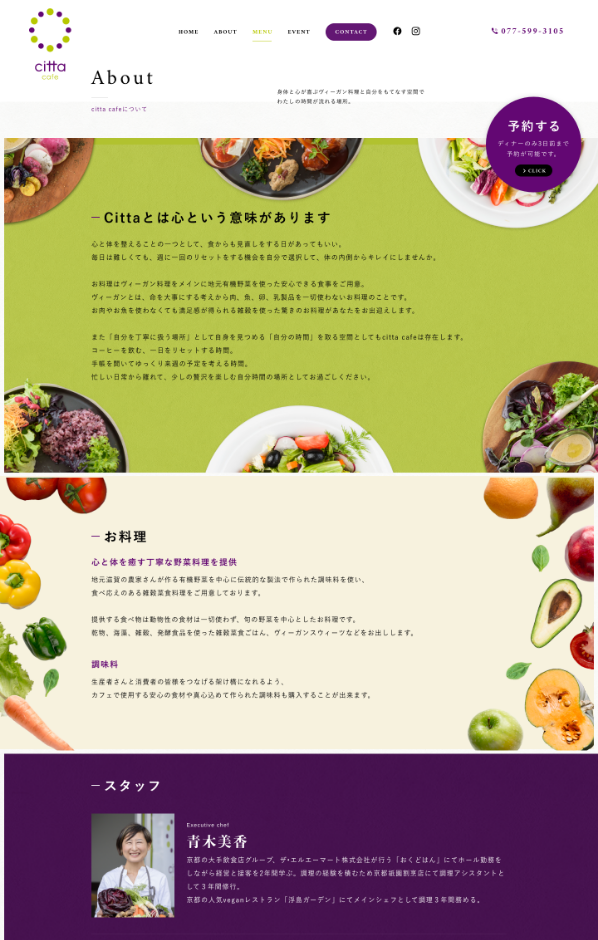 HOME ABOUT MENU EVENT CONTACT 077-599-3105
citta
cafe
About
citta cafeについて
身体と心が喜ぶヴィーガン料理と自分をもてなす空間で
わたしの時間が流れる場所。
予約する
ディナーのみ3日前まで
予約が可能です。
CLICK
Cittaとは心という意味があります
心と体を整えることの一つとして、食からも見直しをする日があってもいい。
毎日は難しくても、週に一回のリセットをする機会を自分で選択して、体の内側からキレイにしませんか。
お料理はヴィーガン料理をメインに地元有機野菜を使った安心できる食事をご用意。
ヴィーガンとは、命を大事にする考えから肉、魚、卵、乳製品を一切使わないお料理のことです。
お肉やお魚を使わなくても満足感が得られる雑穀を使った驚きのお料理があなたをお出迎えします。
また「自分を丁寧に扱う場所」として自身を見つめる「自分の時間」を取る空間としてもcitta cafeは存在します。
コーヒーを飲む、一日をリセットする時間。
手帳を開いてゆっくり来週の予定を考える時間。
忙しい日常から離れて、少しの贅沢を楽しむ自分時間の場所としてお過ごしください。
お料理
心と体を癒す丁寧な野菜料理を提供
地元滋賀の農家さんが作る有機野菜を中心に伝統的な製法で作られた調味料を使い、
食べ応えのある雑穀菜食料理をご用意しております。
提供する食べ物は動物性の食材は一切使わず、旬の野菜を中心としたお料理です。
乾物、海藻、雑穀、発酵食品を使った雑穀菜食ごはん、ヴィーガンスウィーツなどをお出しします。
調味料
生産者さんと消費者の皆様をつなげる架け橋になれるよう、
カフェで使用する安心の食材や真心込めて作られた調味料も購入することが出来ます。
スタッフ
Executive chef
青木美香
京都の大手飲食店グループ、ザ・エルエーマート株式会社が行う「おくどはん」にてホール勤務を
しながら経営と接客を2年間学ぶ。調理の経験を積むため京都祇園割烹店にて調理アシスタントと
して３年間修行。
京都の人気veganレストラン「浮島ガーデン」にてメインシェフとして調理３年間務める。